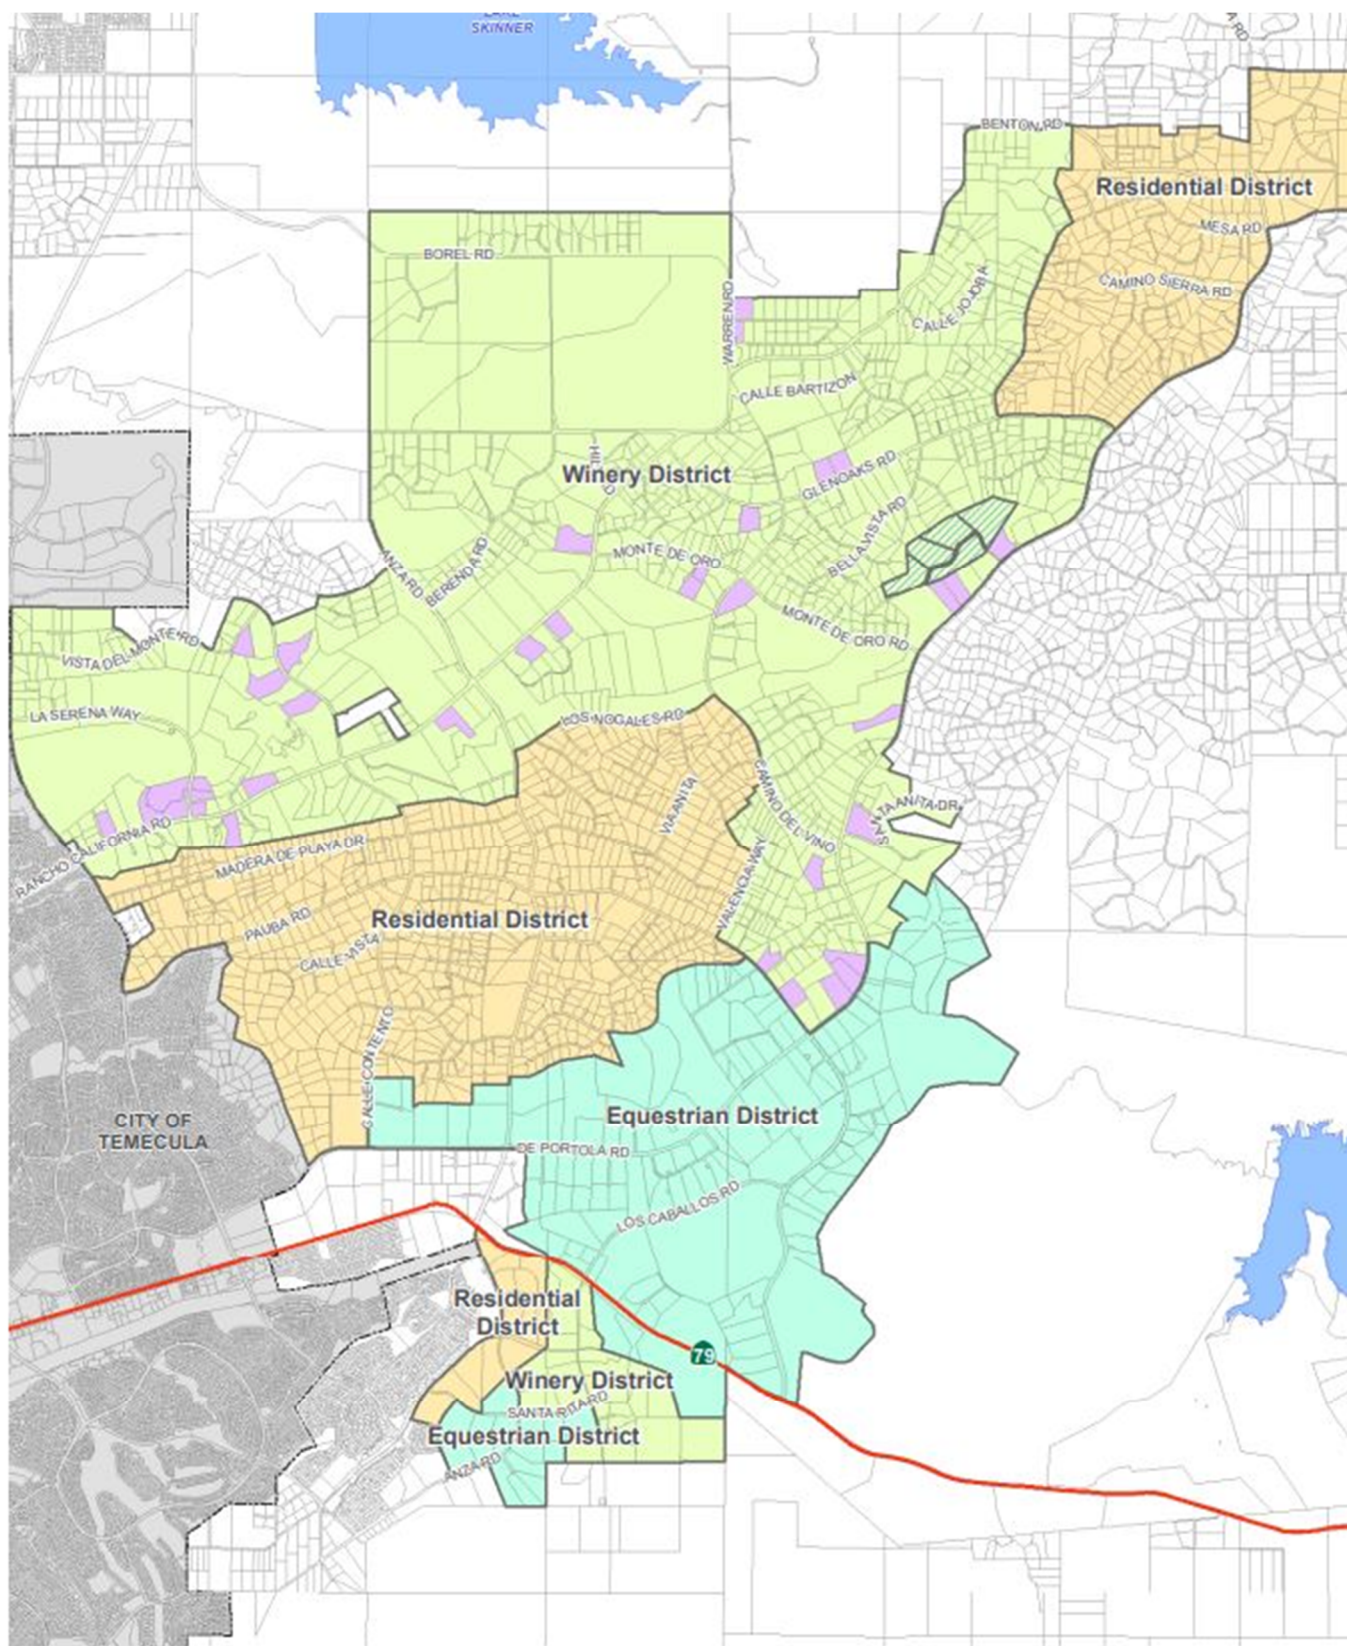 LAKE
SKINNER
BENTON RD
Residential District
MESA RD
BOREL RD
CAMINO SIERRA RD
WARREN RD
CALLE JOJOBA
CALLE BARTIZON
Winery District
GLENOAKS RD
BELLA VISTA RD
MONTE DE ORO
ANZA RD
BERENDA RD
MONTE DE ORO RD
VISTA DEL MONTE RD
LA SERENA WAY
LOS NOGALES RD
CAMINO DEL VINO
VIA ANITA
SANTA ANITA DR
RANCHO CALIFORNIA RD
MADERA DE PLAYA DR
VALENCIA WAY
PAUBA RD
Residential District
CALLE VISTA
CALLE CONTENTO
CITY OF
TEMECULA
Equestrian District
DE PORTOLA RD
LOS CABALLOS RD
Residential
District
79
Winery District
SANTA RITA RD
Equestrian District
ANZA RD